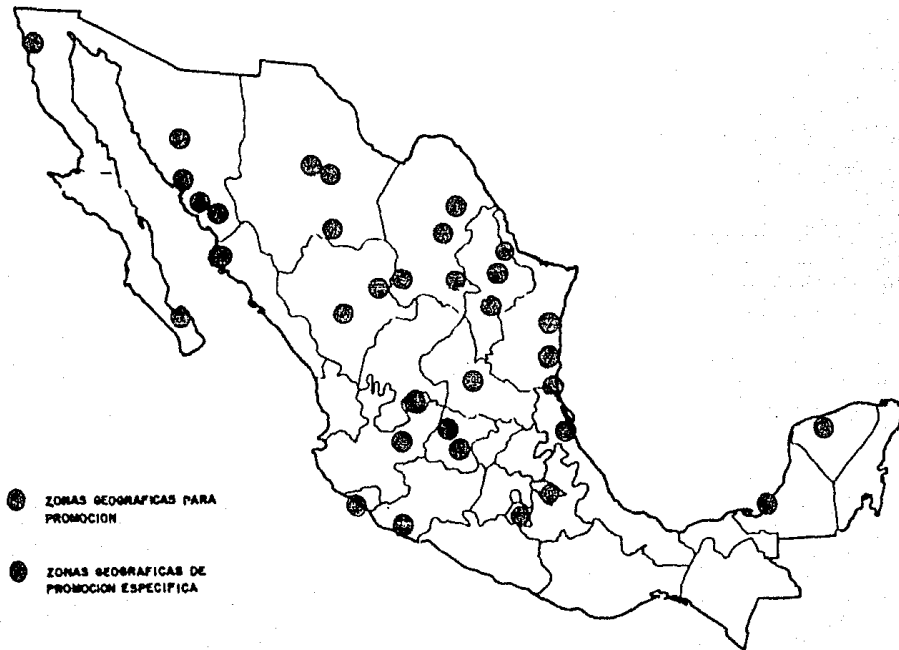 ZONAS GEOGRAFICAS PARA
PROMOCION
ZONAS GEOGRAFICAS DE
PROMOCION ESPECIFICA